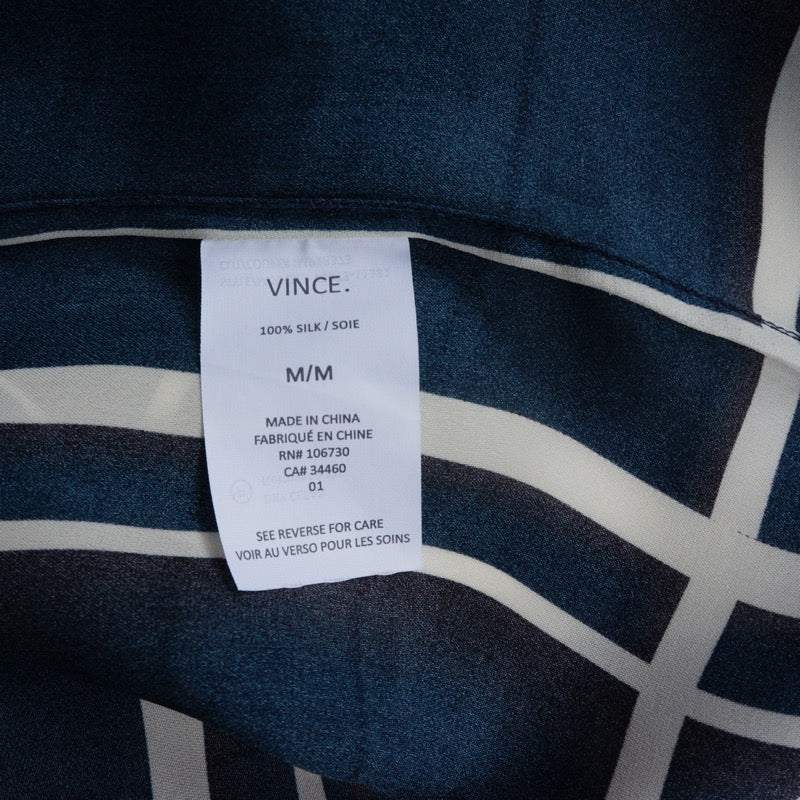 VINCE.
100% SILK / SOIE
M/M
MADE IN CHINA
FABRIQUÉ EN CHINE
RN# 106730
CA# 34460
01
SEE REVERSE FOR CARE
VOIR AU VERSO POUR LES SOINS